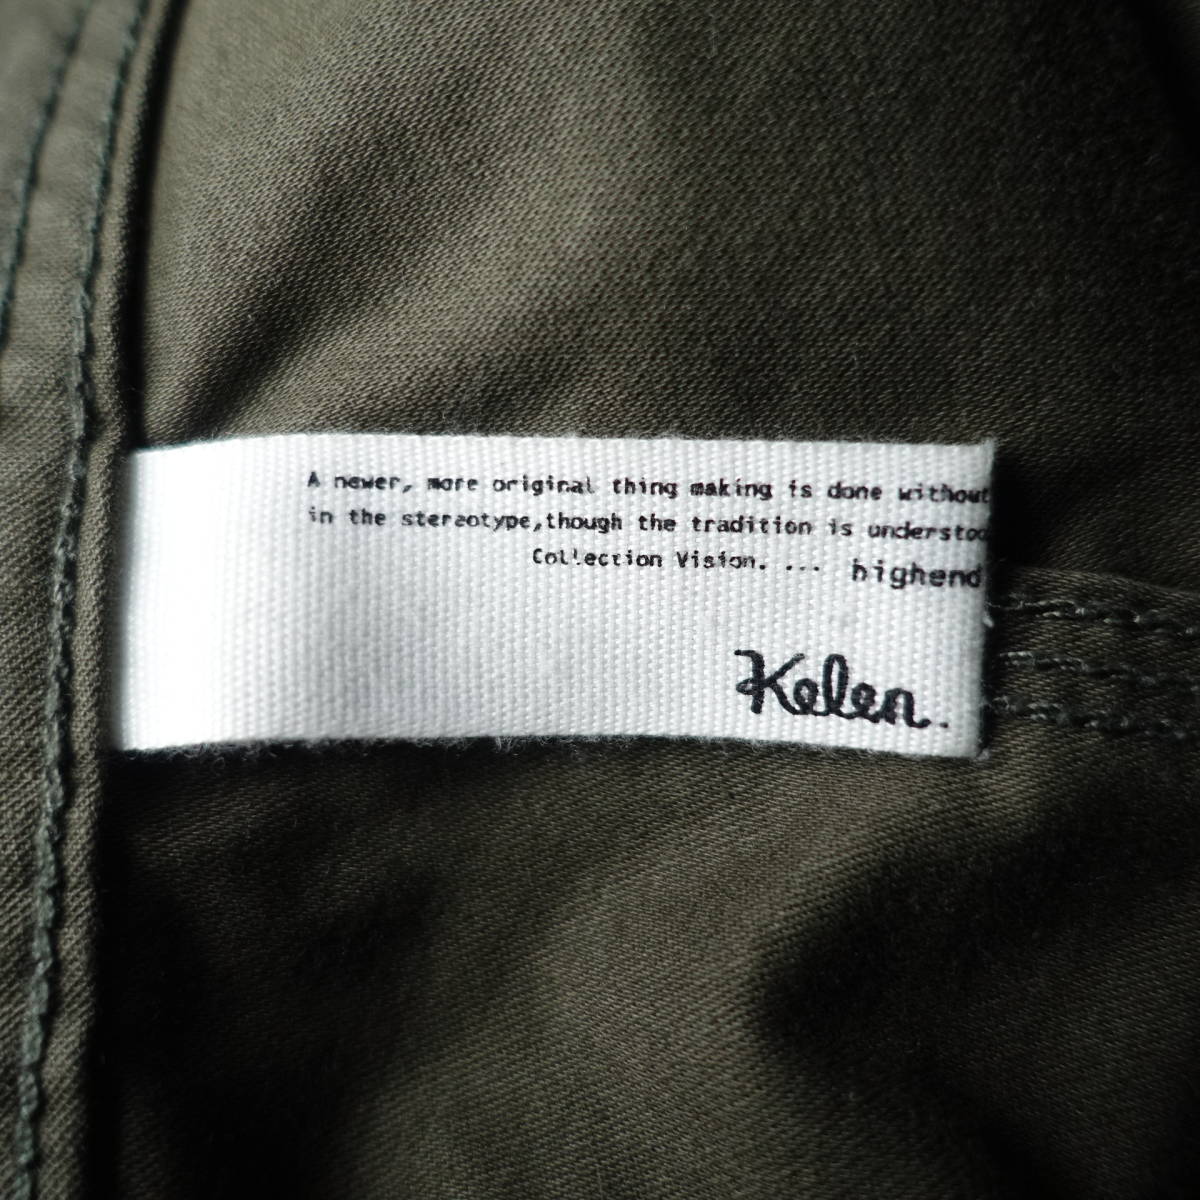 A newer, more original thing making is done without
in the stereotype,though the tradition is understoo
Collection Vision. ... highend
Kelen.